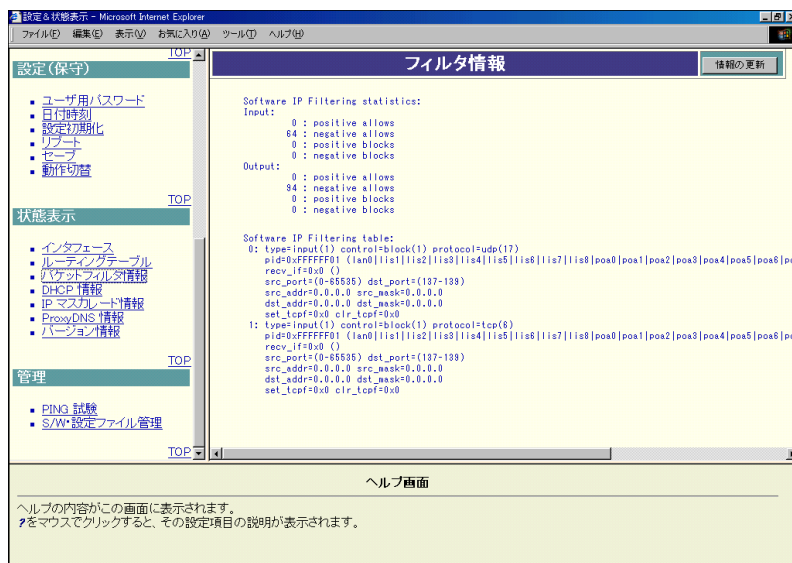 設定&状態表示 - Microsoft Internet Explorer
ファイル(F) 編集(E) 表示(V) お気に入り(A) ツール(T) ヘルプ(H)
TOP
設定(保守)
ユーザ用パスワード
日付時刻
設定初期化
リブート
セーブ
動作切替
TOP
状態表示
インタフェース
ルーティングテーブル
パケットフィルタ情報
DHCP 情報
IP マスカレード情報
ProxyDNS 情報
バージョン情報
TOP
管理
PING 試験
S/W・設定ファイル管理
TOP
フィルタ情報
情報の更新
Software IP Filtering statistics:
Input:
0 : positive allows
64 : negative allows
0 : positive blocks
0 : negative blocks
Output:
0 : positive allows
94 : negative allows
0 : positive blocks
0 : negative blocks
Software IP Filtering table:
0: type=input(1) control=block(1) protocol=udp(17)
pid=0xFFFFFF01 (lan0|lis1|lis2|lis3|lis4|lis5|lis6|lis7|lis8|poa0|poa1|poa2|poa3|poa4|poa5|poa6|po
recv_if=0x0 ()
src_port=(0-65535) dst_port=(137-139)
src_addr=0.0.0.0 src_mask=0.0.0.0
dst_addr=0.0.0.0 dst_mask=0.0.0.0
set_tcpf=0x0 clr_tcpf=0x0
1: type=input(1) control=block(1) protocol=tcp(6)
pid=0xFFFFFF01 (lan0|lis1|lis2|lis3|lis4|lis5|lis6|lis7|lis8|poa0|poa1|poa2|poa3|poa4|poa5|poa6|po
recv_if=0x0 ()
src_port=(0-65535) dst_port=(137-139)
src_addr=0.0.0.0 src_mask=0.0.0.0
dst_addr=0.0.0.0 dst_mask=0.0.0.0
set_tcpf=0x0 clr_tcpf=0x0
ヘルプ画面
ヘルプの内容がこの画面に表示されます。
?をマウスでクリックすると、その設定項目の説明が表示されます。